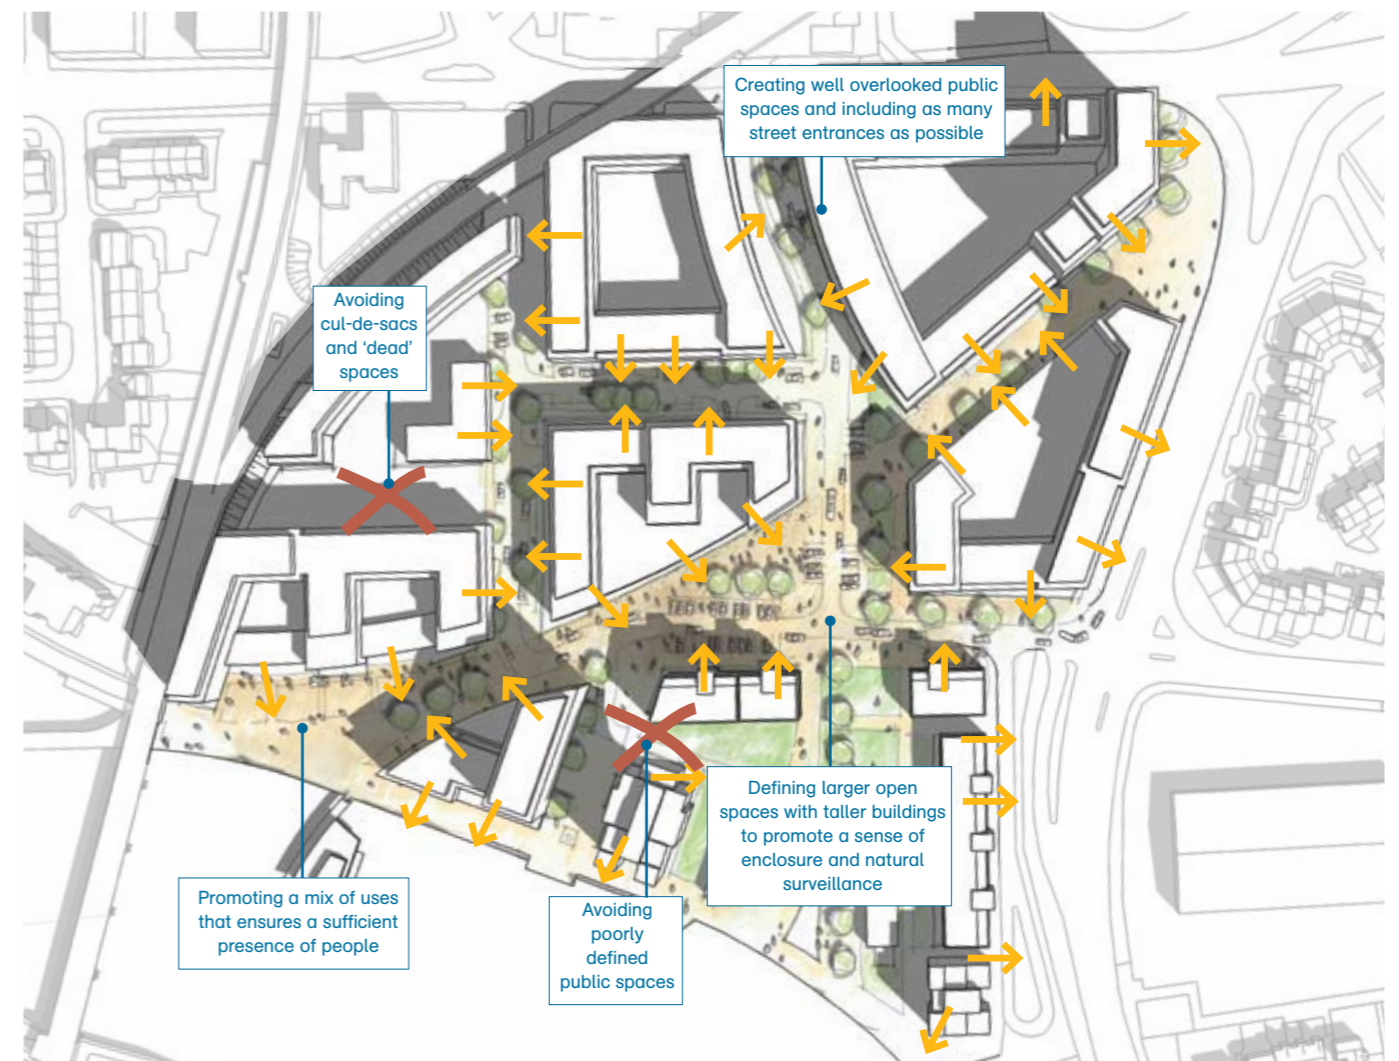 Creating well overlooked public
spaces and including as many
street entrances as possible
Avoiding
cul-de-sacs
and ‘dead’
spaces
Defining larger open
spaces with taller buildings
to promote a sense of
enclosure and natural
surveillance
Promoting a mix of uses
that ensures a sufficient
presence of people
Avoiding
poorly
defined
public spaces